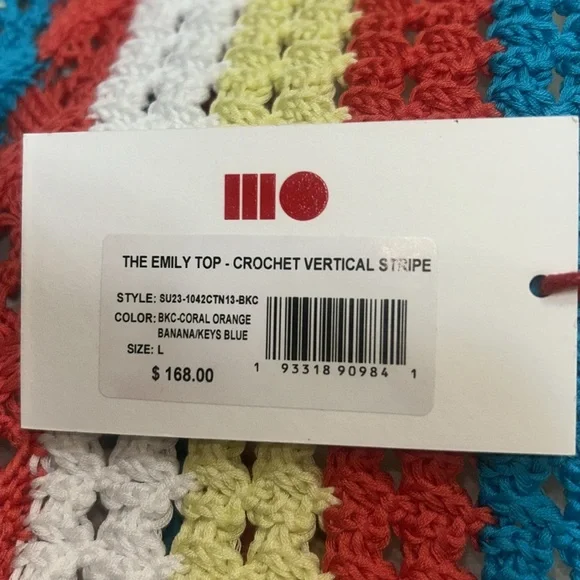 THE EMILY TOP - CROCHET VERTICAL STRIPE
STYLE: SU23-1042CTN13-BKC
COLOR: BKC-CORAL ORANGE
BANANA/KEYS BLUE
SIZE: L
$ 168.00
1 93318 90984 1